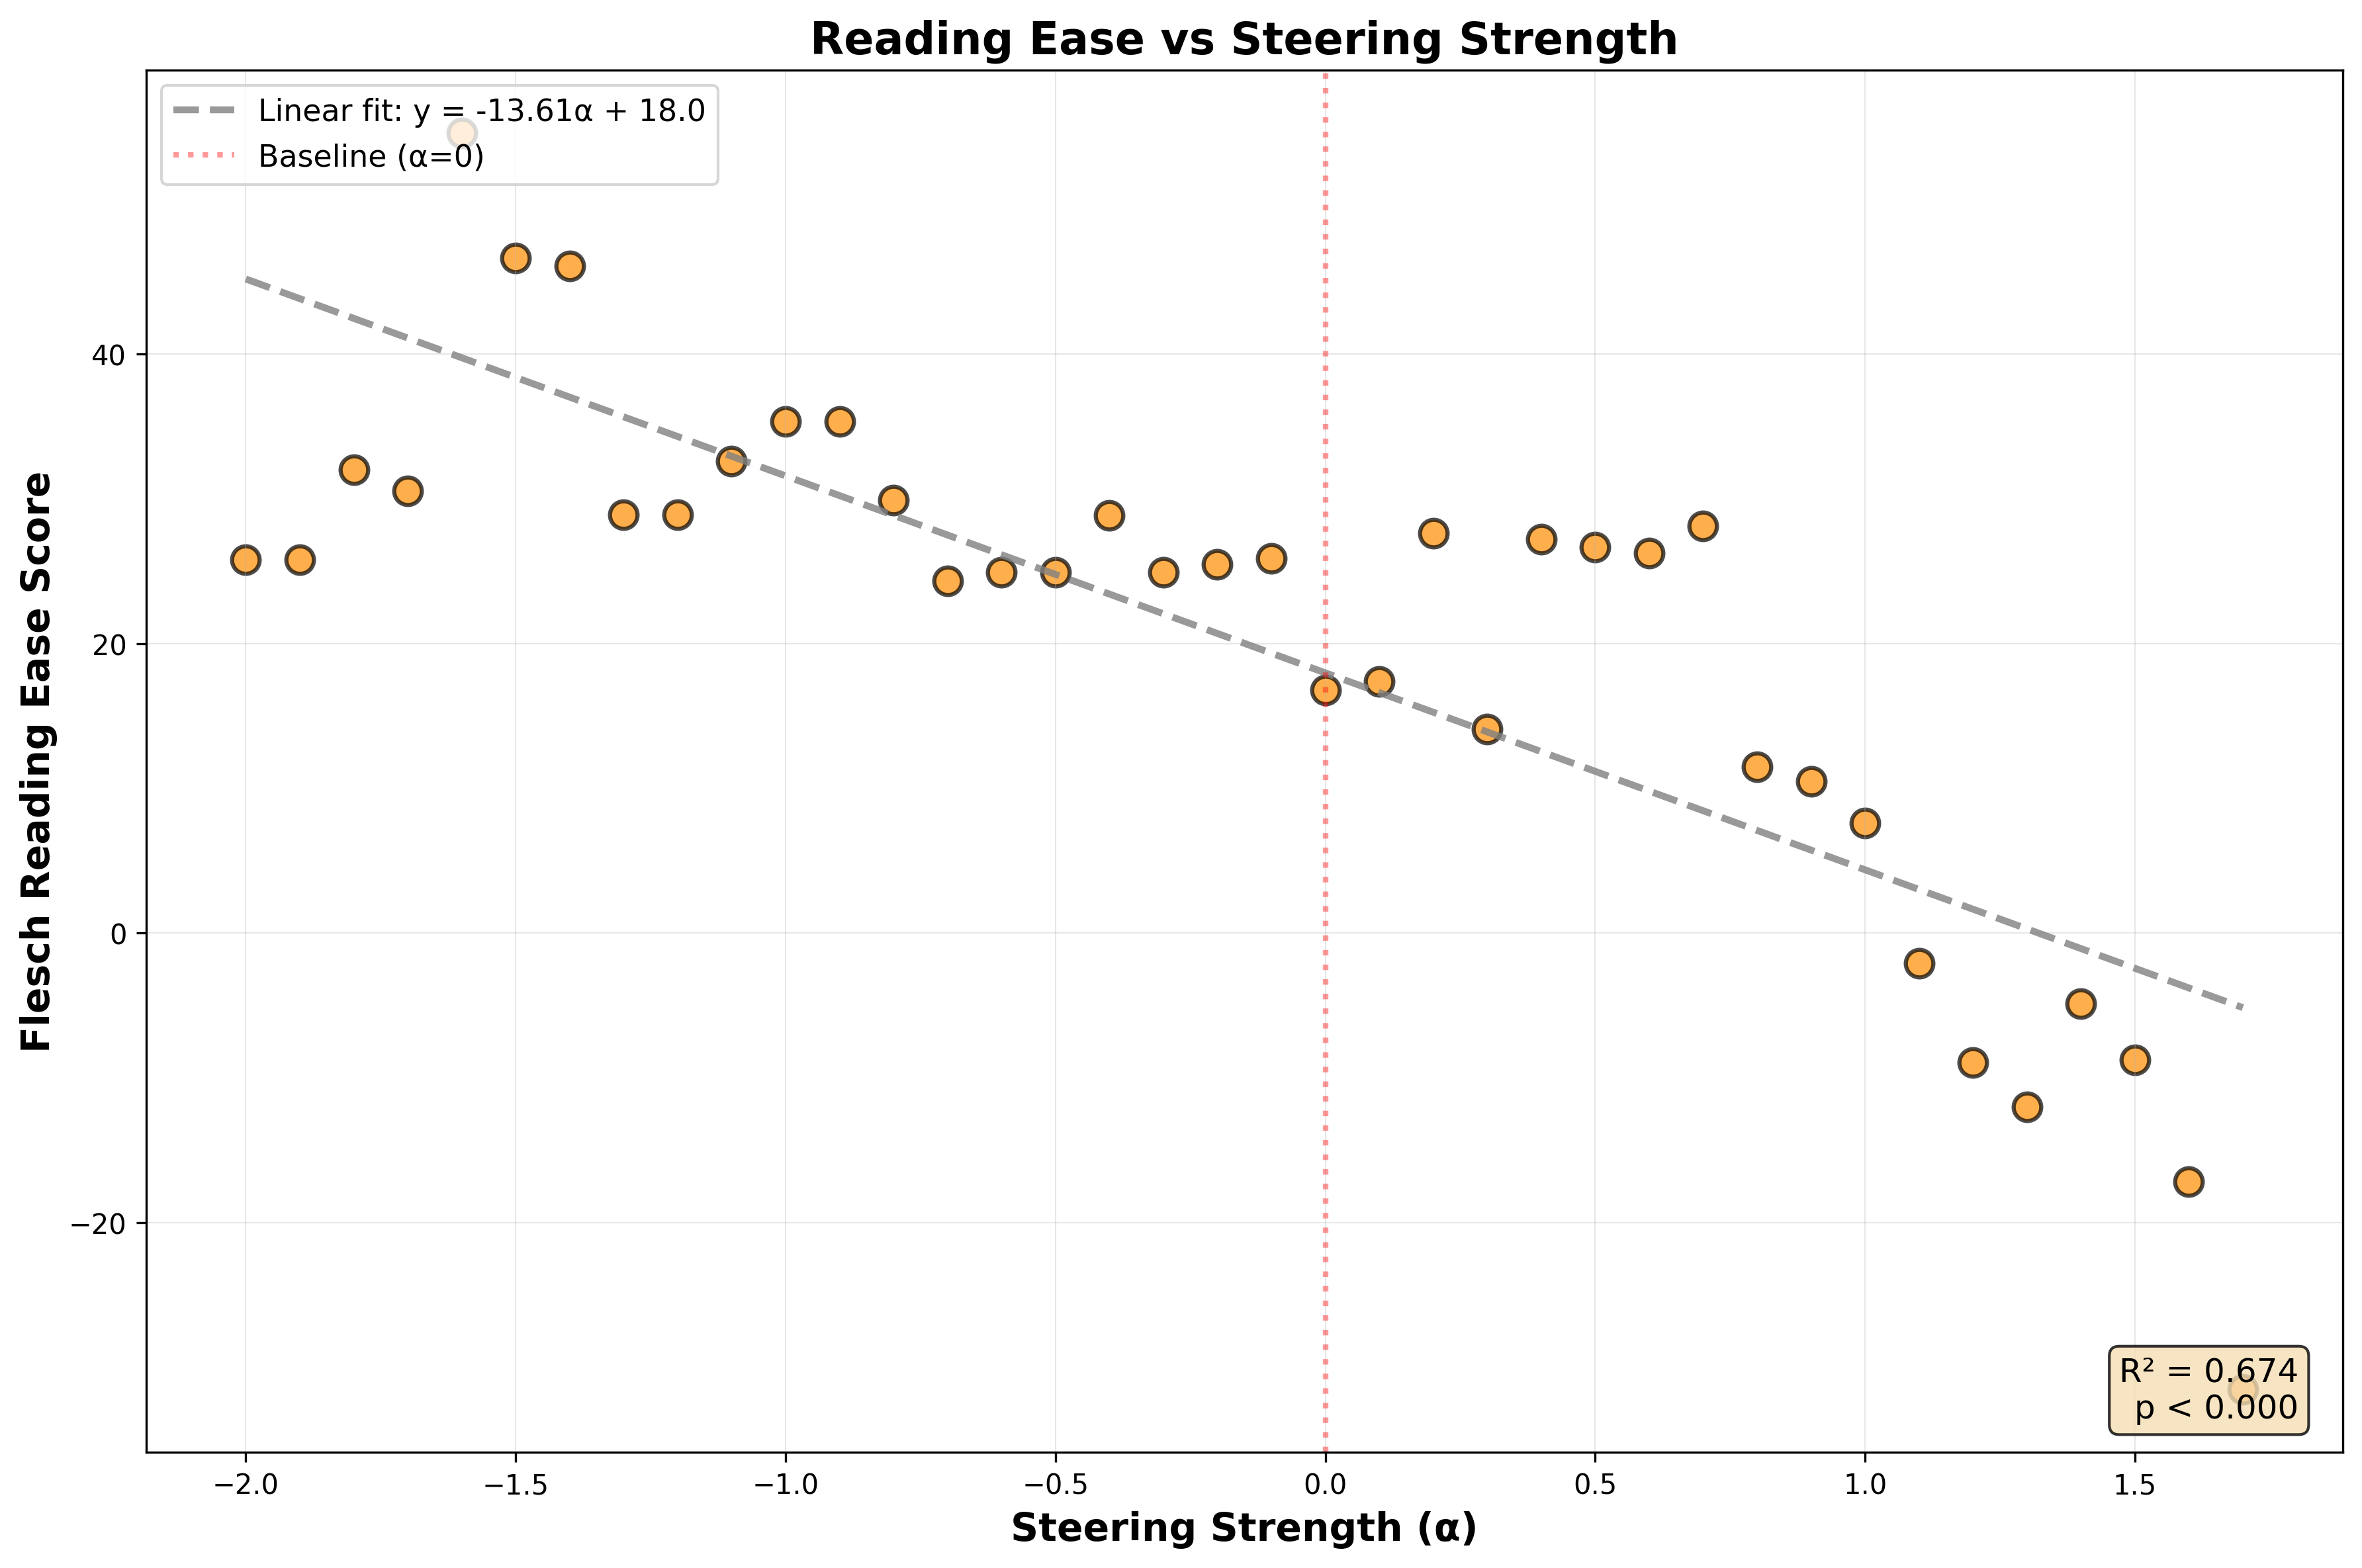 Reading Ease vs Steering Strength
Linear fit: y = -13.61α + 18.0
Baseline (α=0)
Flesch Reading Ease Score
40
20
0
−20
R² = 0.674
p < 0.000
−2.0
−1.5
−1.0
−0.5
0.0
0.5
1.0
1.5
Steering Strength (α)